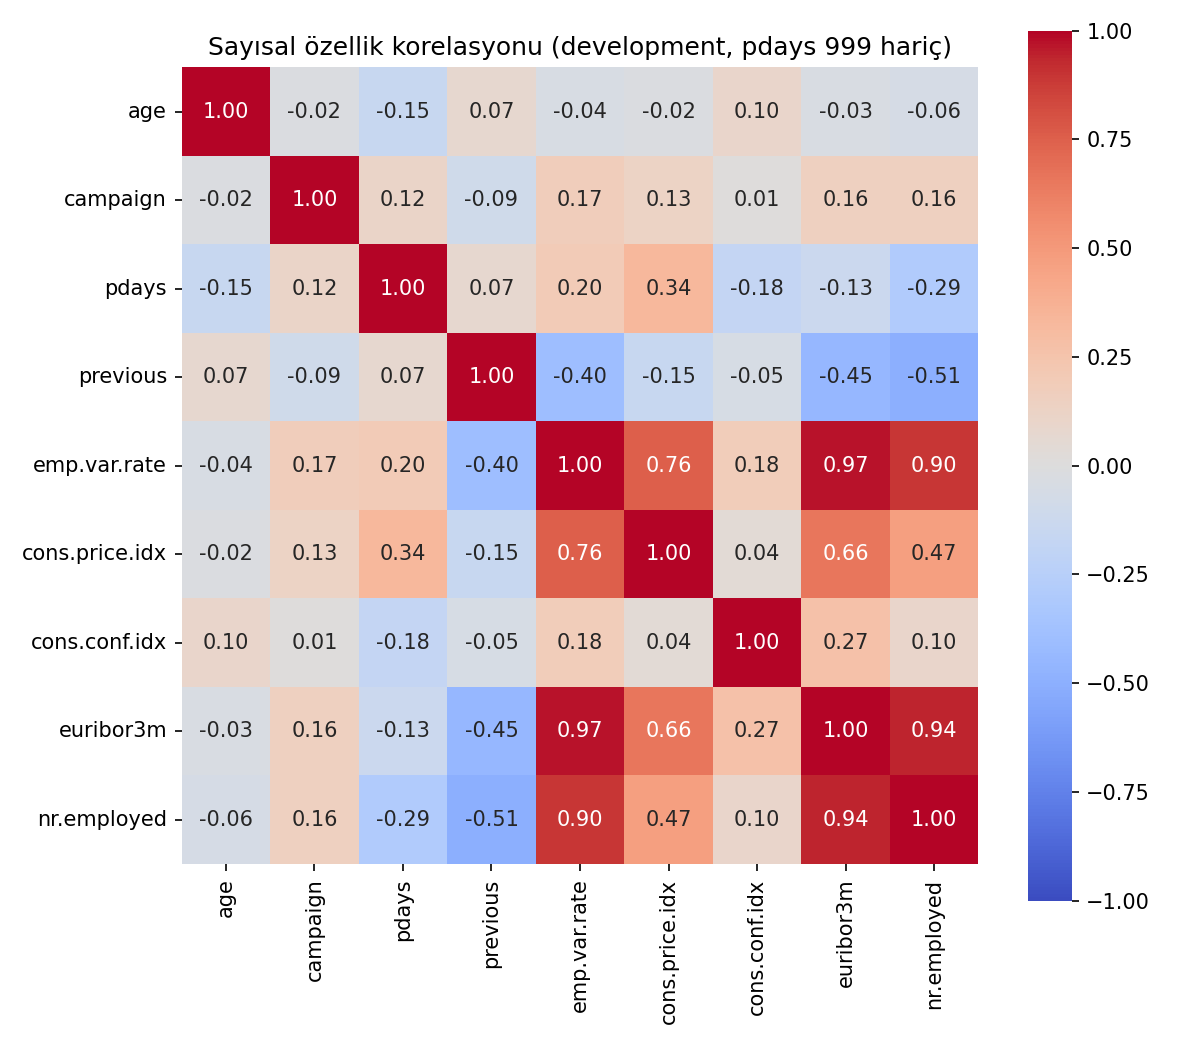 Sayısal özellik korelasyonu (development, pdays 999 hariç)
age 1.00 -0.02 -0.15 0.07 -0.04 -0.02 0.10 -0.03 -0.06
campaign -0.02 1.00 0.12 -0.09 0.17 0.13 0.01 0.16 0.16
pdays -0.15 0.12 1.00 0.07 0.20 0.34 -0.18 -0.13 -0.29
previous 0.07 -0.09 0.07 1.00 -0.40 -0.15 -0.05 -0.45 -0.51
emp.var.rate -0.04 0.17 0.20 -0.40 1.00 0.76 0.18 0.97 0.90
cons.price.idx -0.02 0.13 0.34 -0.15 0.76 1.00 0.04 0.66 0.47
cons.conf.idx 0.10 0.01 -0.18 -0.05 0.18 0.04 1.00 0.27 0.10
euribor3m -0.03 0.16 -0.13 -0.45 0.97 0.66 0.27 1.00 0.94
nr.employed -0.06 0.16 -0.29 -0.51 0.90 0.47 0.10 0.94 1.00
age campaign pdays previous emp.var.rate cons.price.idx cons.conf.idx euribor3m nr.employed
1.00
0.75
0.50
0.25
0.00
−0.25
−0.50
−0.75
−1.00